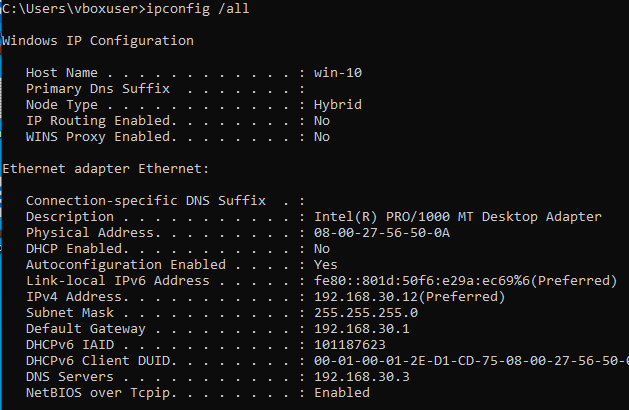 C:\Users\vboxuser>ipconfig /all
Windows IP Configuration
Host Name . . . . . . . . . . . . : win-10
Primary Dns Suffix  . . . . . . . :
Node Type . . . . . . . . . . . . : Hybrid
IP Routing Enabled. . . . . . . . : No
WINS Proxy Enabled. . . . . . . . : No
Ethernet adapter Ethernet:
Connection-specific DNS Suffix  . :
Description . . . . . . . . . . . : Intel(R) PRO/1000 MT Desktop Adapter
Physical Address. . . . . . . . . : 08-00-27-56-50-0A
DHCP Enabled. . . . . . . . . . . : No
Autoconfiguration Enabled . . . . : Yes
Link-local IPv6 Address . . . . . : fe80::801d:50f6:e29a:ec69%6(Preferred)
IPv4 Address. . . . . . . . . . . : 192.168.30.12(Preferred)
Subnet Mask . . . . . . . . . . . : 255.255.255.0
Default Gateway . . . . . . . . . : 192.168.30.1
DHCPv6 IAID . . . . . . . . . . . : 101187623
DHCPv6 Client DUID. . . . . . . . : 00-01-00-01-2E-D1-CD-75-08-00-27-56-50-
DNS Servers . . . . . . . . . . . : 192.168.30.3
NetBIOS over Tcpip. . . . . . . . : Enabled